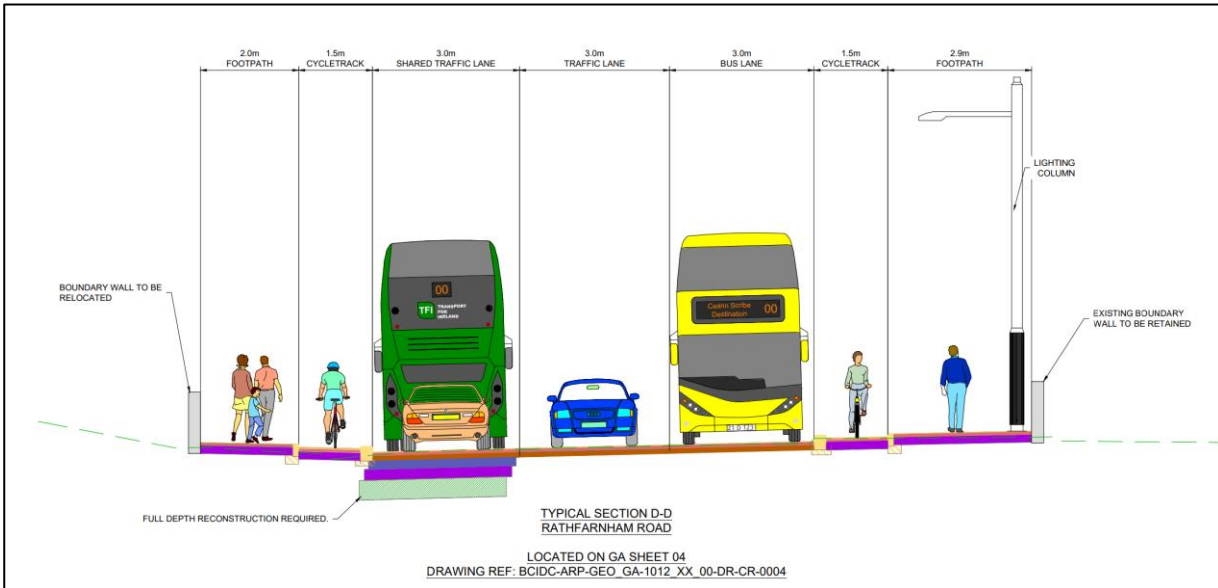 2.0m
FOOTPATH
1.5m
CYCLETRACK
3.0m
SHARED TRAFFIC LANE
3.0m
TRAFFIC LANE
3.0m
BUS LANE
1.5m
CYCLETRACK
2.9m
FOOTPATH
LIGHTING
COLUMN
00
TFI
TRANSPORT
FOR
IRELAND
Ceann Scríbe
Destination
00
BOUNDARY WALL TO BE
RELOCATED
EXISTING BOUNDARY
WALL TO BE RETAINED
FULL DEPTH RECONSTRUCTION REQUIRED.
TYPICAL SECTION D-D
RATHFARNHAM ROAD
LOCATED ON GA SHEET 04
DRAWING REF: BCIDC-ARP-GEO_GA-1012_XX_00-DR-CR-0004